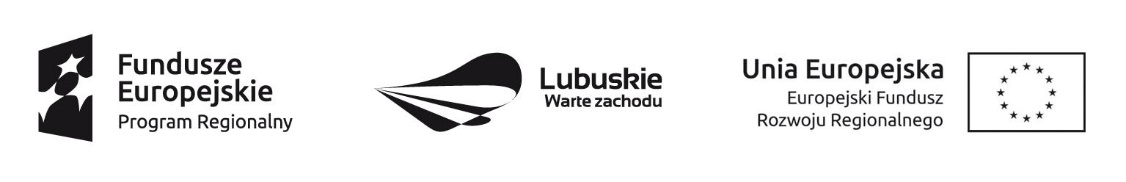 Fundusze
Europejskie
Program Regionalny
Lubuskie
Warte zachodu
Unia Europejska
Europejski Fundusz
Rozwoju Regionalnego